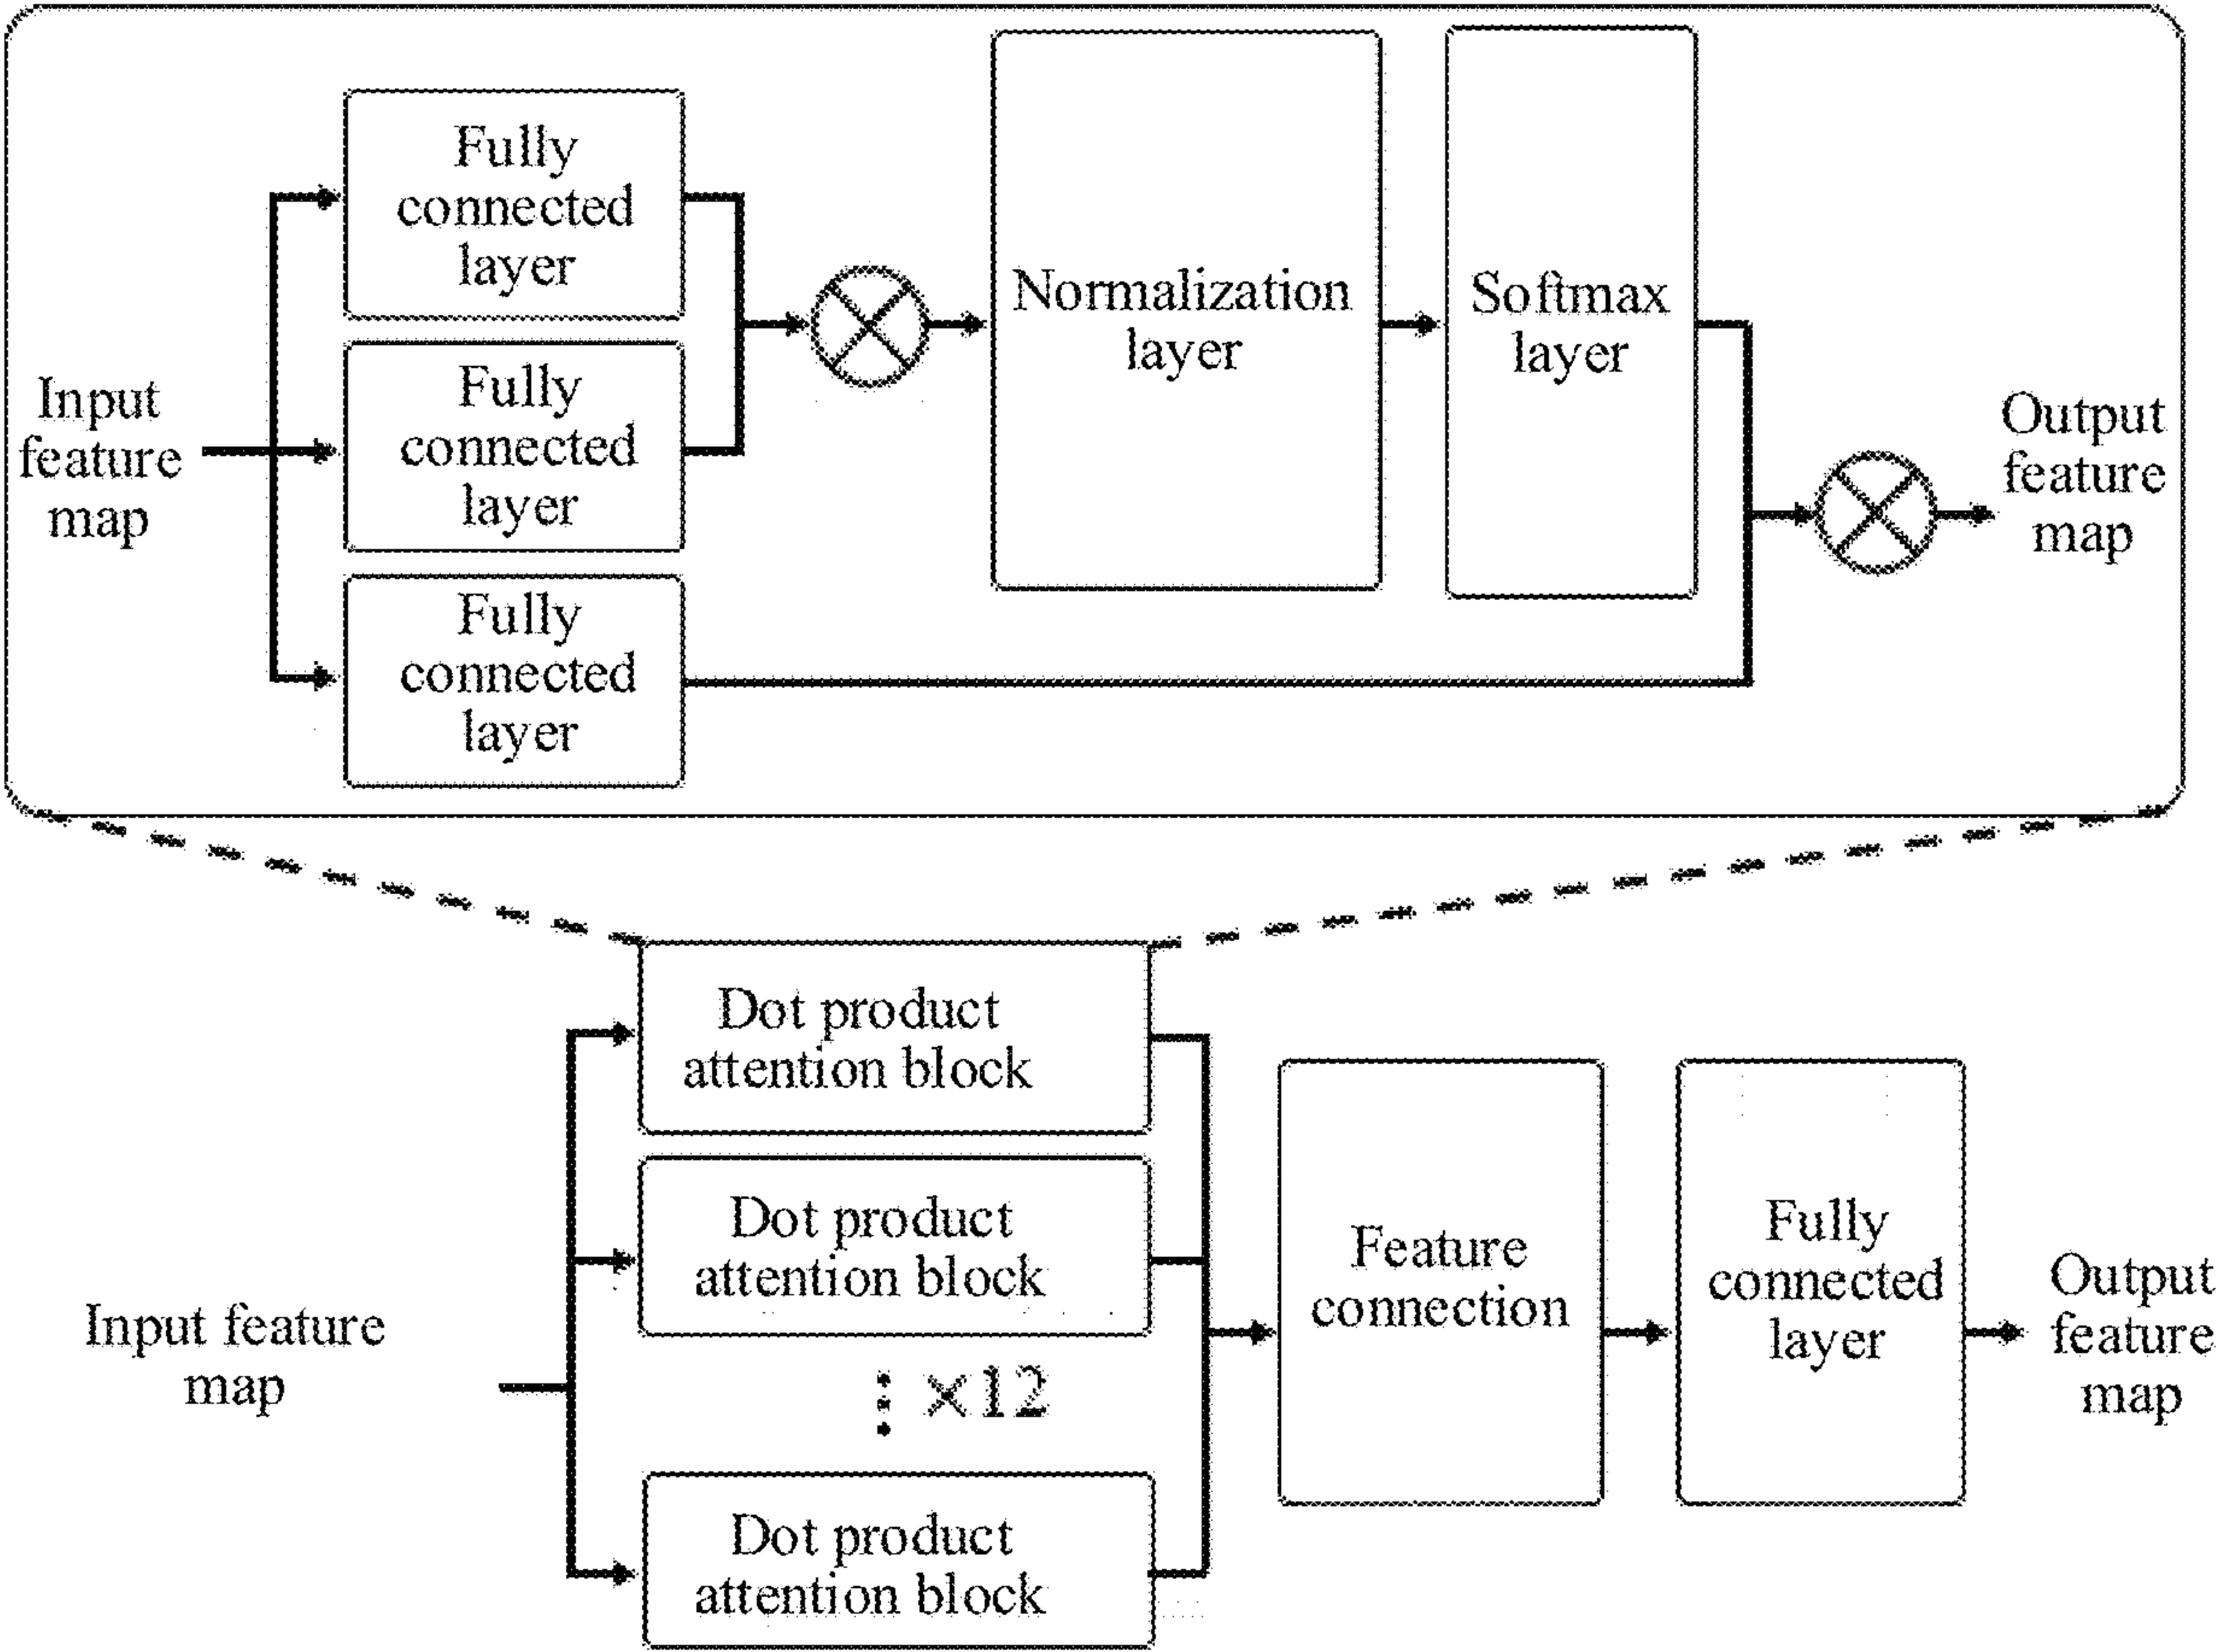 Fully
connected
layer
Fully
connected
layer
Fully
connected
layer
Input
feature
map
Normalization
layer
Softmax
layer
Output
feature
map
Dot product
attention block
Dot product
attention block
×12
Dot product
attention block
Input feature
map
Feature
connection
Fully
connected
layer
Output
feature
map